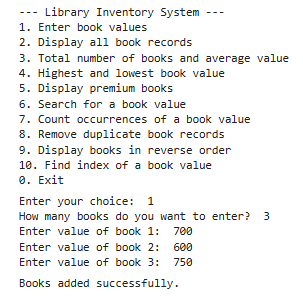 --- Library Inventory System ---
1. Enter book values
2. Display all book records
3. Total number of books and average value
4. Highest and lowest book value
5. Display premium books
6. Search for a book value
7. Count occurrences of a book value
8. Remove duplicate book records
9. Display books in reverse order
10. Find index of a book value
0. Exit
Enter your choice:  1
How many books do you want to enter?  3
Enter value of book 1:  700
Enter value of book 2:  600
Enter value of book 3:  750
Books added successfully.